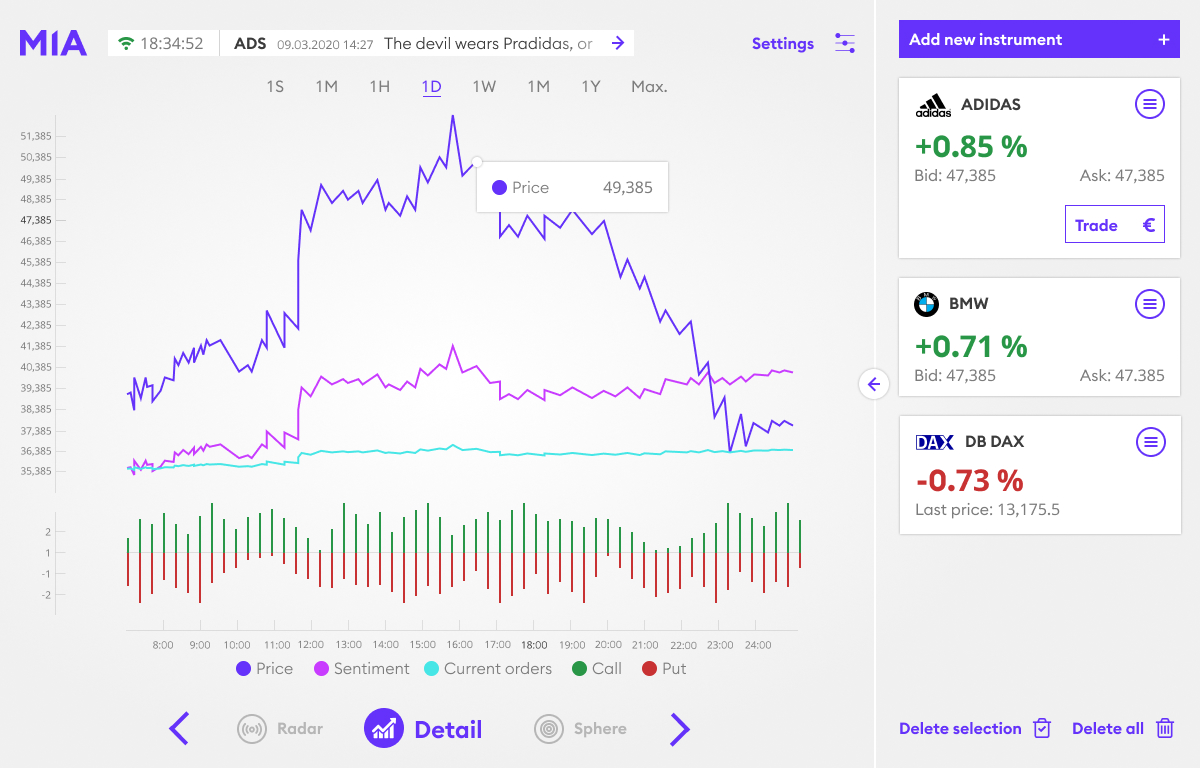 MIA
18:34:52
ADS 09.03.2020 14:27 The devil wears Pradidas, or
Settings
1S 1M 1H 1D 1W 1M 1Y Max.
51,385
50,385
49,385
48,385
47,385
46,385
45,385
44,385
43,385
42,385
41,385
40,385
39,385
38,385
37,385
36,385
35,385
Price 49,385
2
1
-1
-2
8:00 9:00 10:00 11:00 12:00 13:00 14:00 15:00 16:00 17:00 18:00 19:00 20:00 21:00 22:00 23:00 24:00
Price Sentiment Current orders Call Put
Radar Detail Sphere
Add new instrument +
adidas ADIDAS
+0.85 %
Bid: 47,385 Ask: 47,385
Trade €
BMW BMW
+0.71 %
Bid: 47,385 Ask: 47.385
DAX DB DAX
-0.73 %
Last price: 13,175.5
Delete selection Delete all